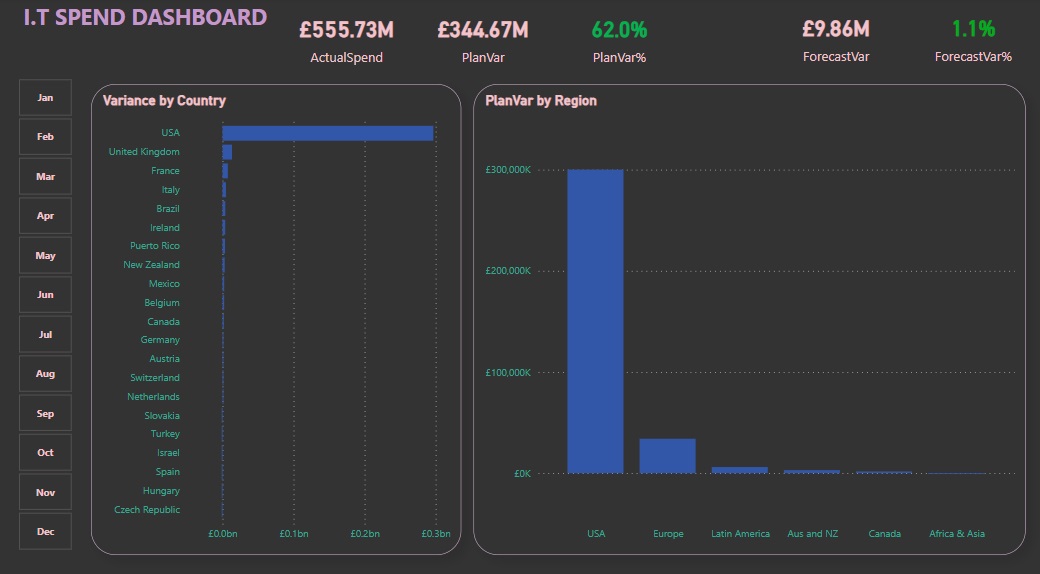 I.T SPEND DASHBOARD
£555.73M
ActualSpend
£344.67M
PlanVar
62.0%
PlanVar%
£9.86M
ForecastVar
1.1%
ForecastVar%
Jan
Feb
Mar
Apr
May
Jun
Jul
Aug
Sep
Oct
Nov
Dec
Variance by Country
USA
United Kingdom
France
Italy
Brazil
Ireland
Puerto Rico
New Zealand
Mexico
Belgium
Canada
Germany
Austria
Switzerland
Netherlands
Slovakia
Turkey
Israel
Spain
Hungary
Czech Republic
£0.0bn £0.1bn £0.2bn £0.3bn
PlanVar by Region
£300,000K
£200,000K
£100,000K
£0K
USA Europe Latin America Aus and NZ Canada Africa & Asia